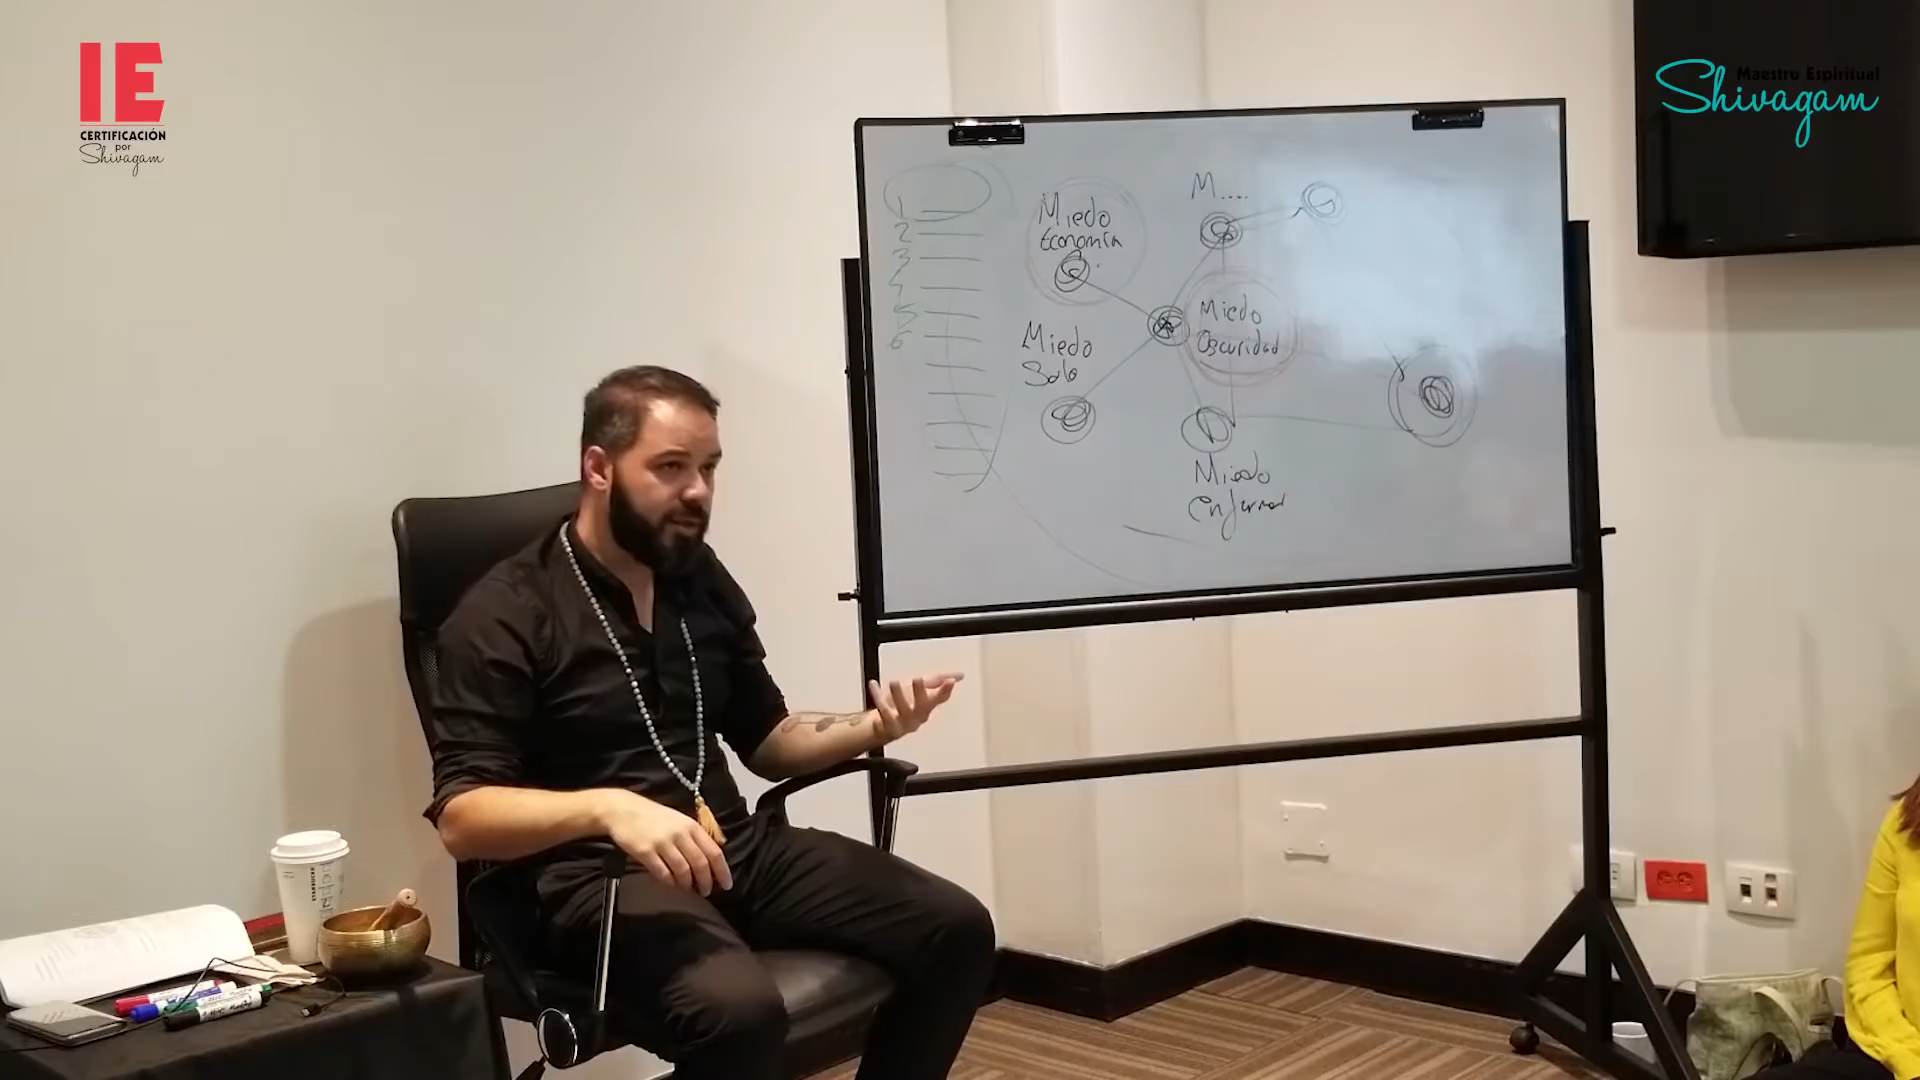 IE
CERTIFICACIÓN
por
Shivagam
Maestro Espiritual
Shivagam
1
2
3
4
5
6
Miedo
Economía
M....
Miedo
Oscuridad
Miedo
Solo
Miedo
enfermar
STARBUCKS